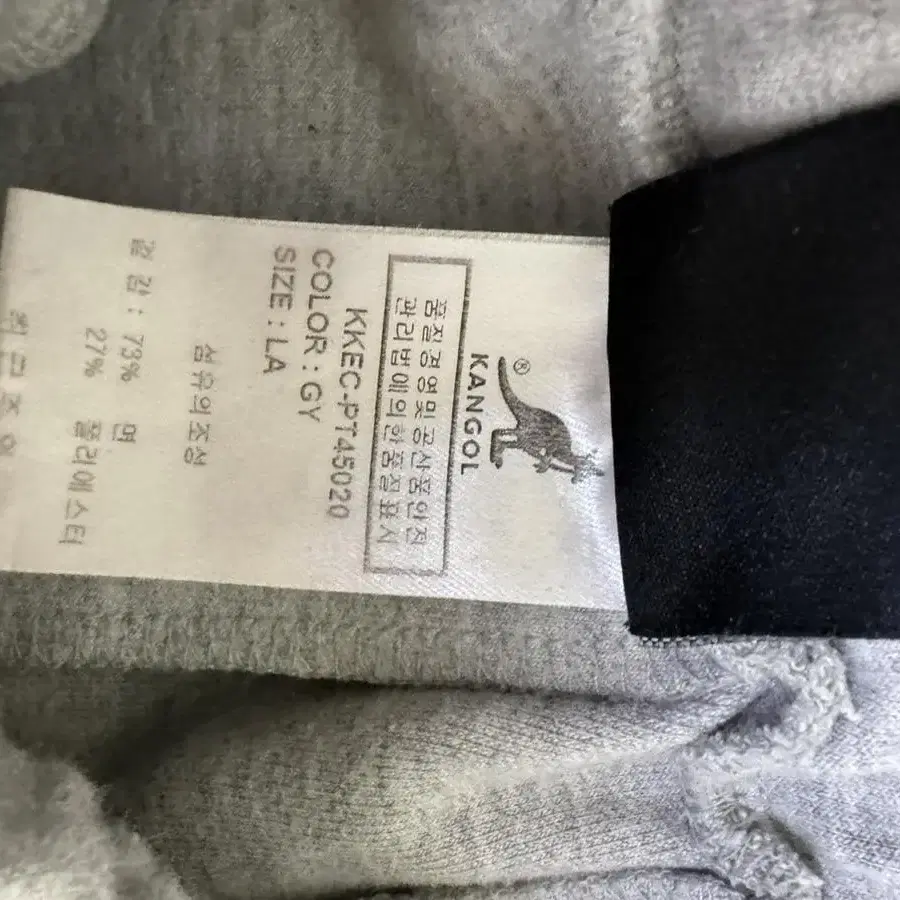 ®
KANGOL
품질경영및공산품안전
관리법에의한품질표시
KKEC-PT45020
COLOR : GY
SIZE : LA
섬유의조성
겉 감 : 73% 면
27% 폴리에스터